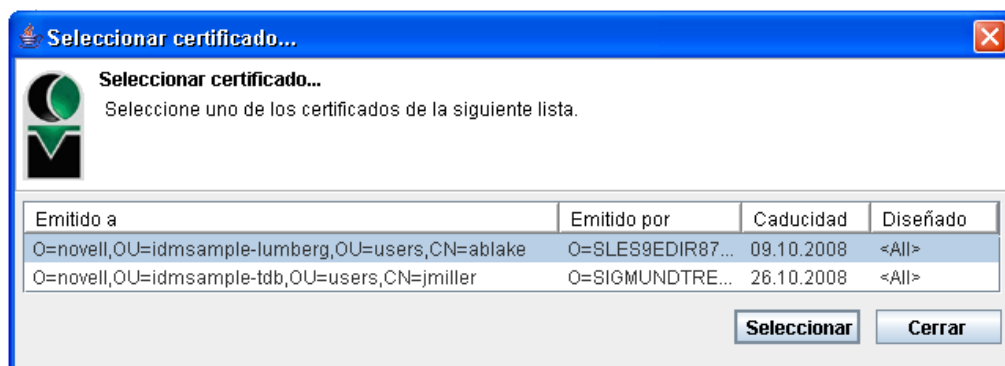 Seleccionar certificado...
Seleccionar certificado...
Seleccione uno de los certificados de la siguiente lista.
Emitido a Emitido por Caducidad Diseñado
O=novell,OU=idmsample-lumberg,OU=users,CN=ablake O=SLES9EDIR87... 09.10.2008 <All>
O=novell,OU=idmsample-tdb,OU=users,CN=jmiller O=SIGMUNDTRE... 26.10.2008 <All>
Seleccionar Cerrar